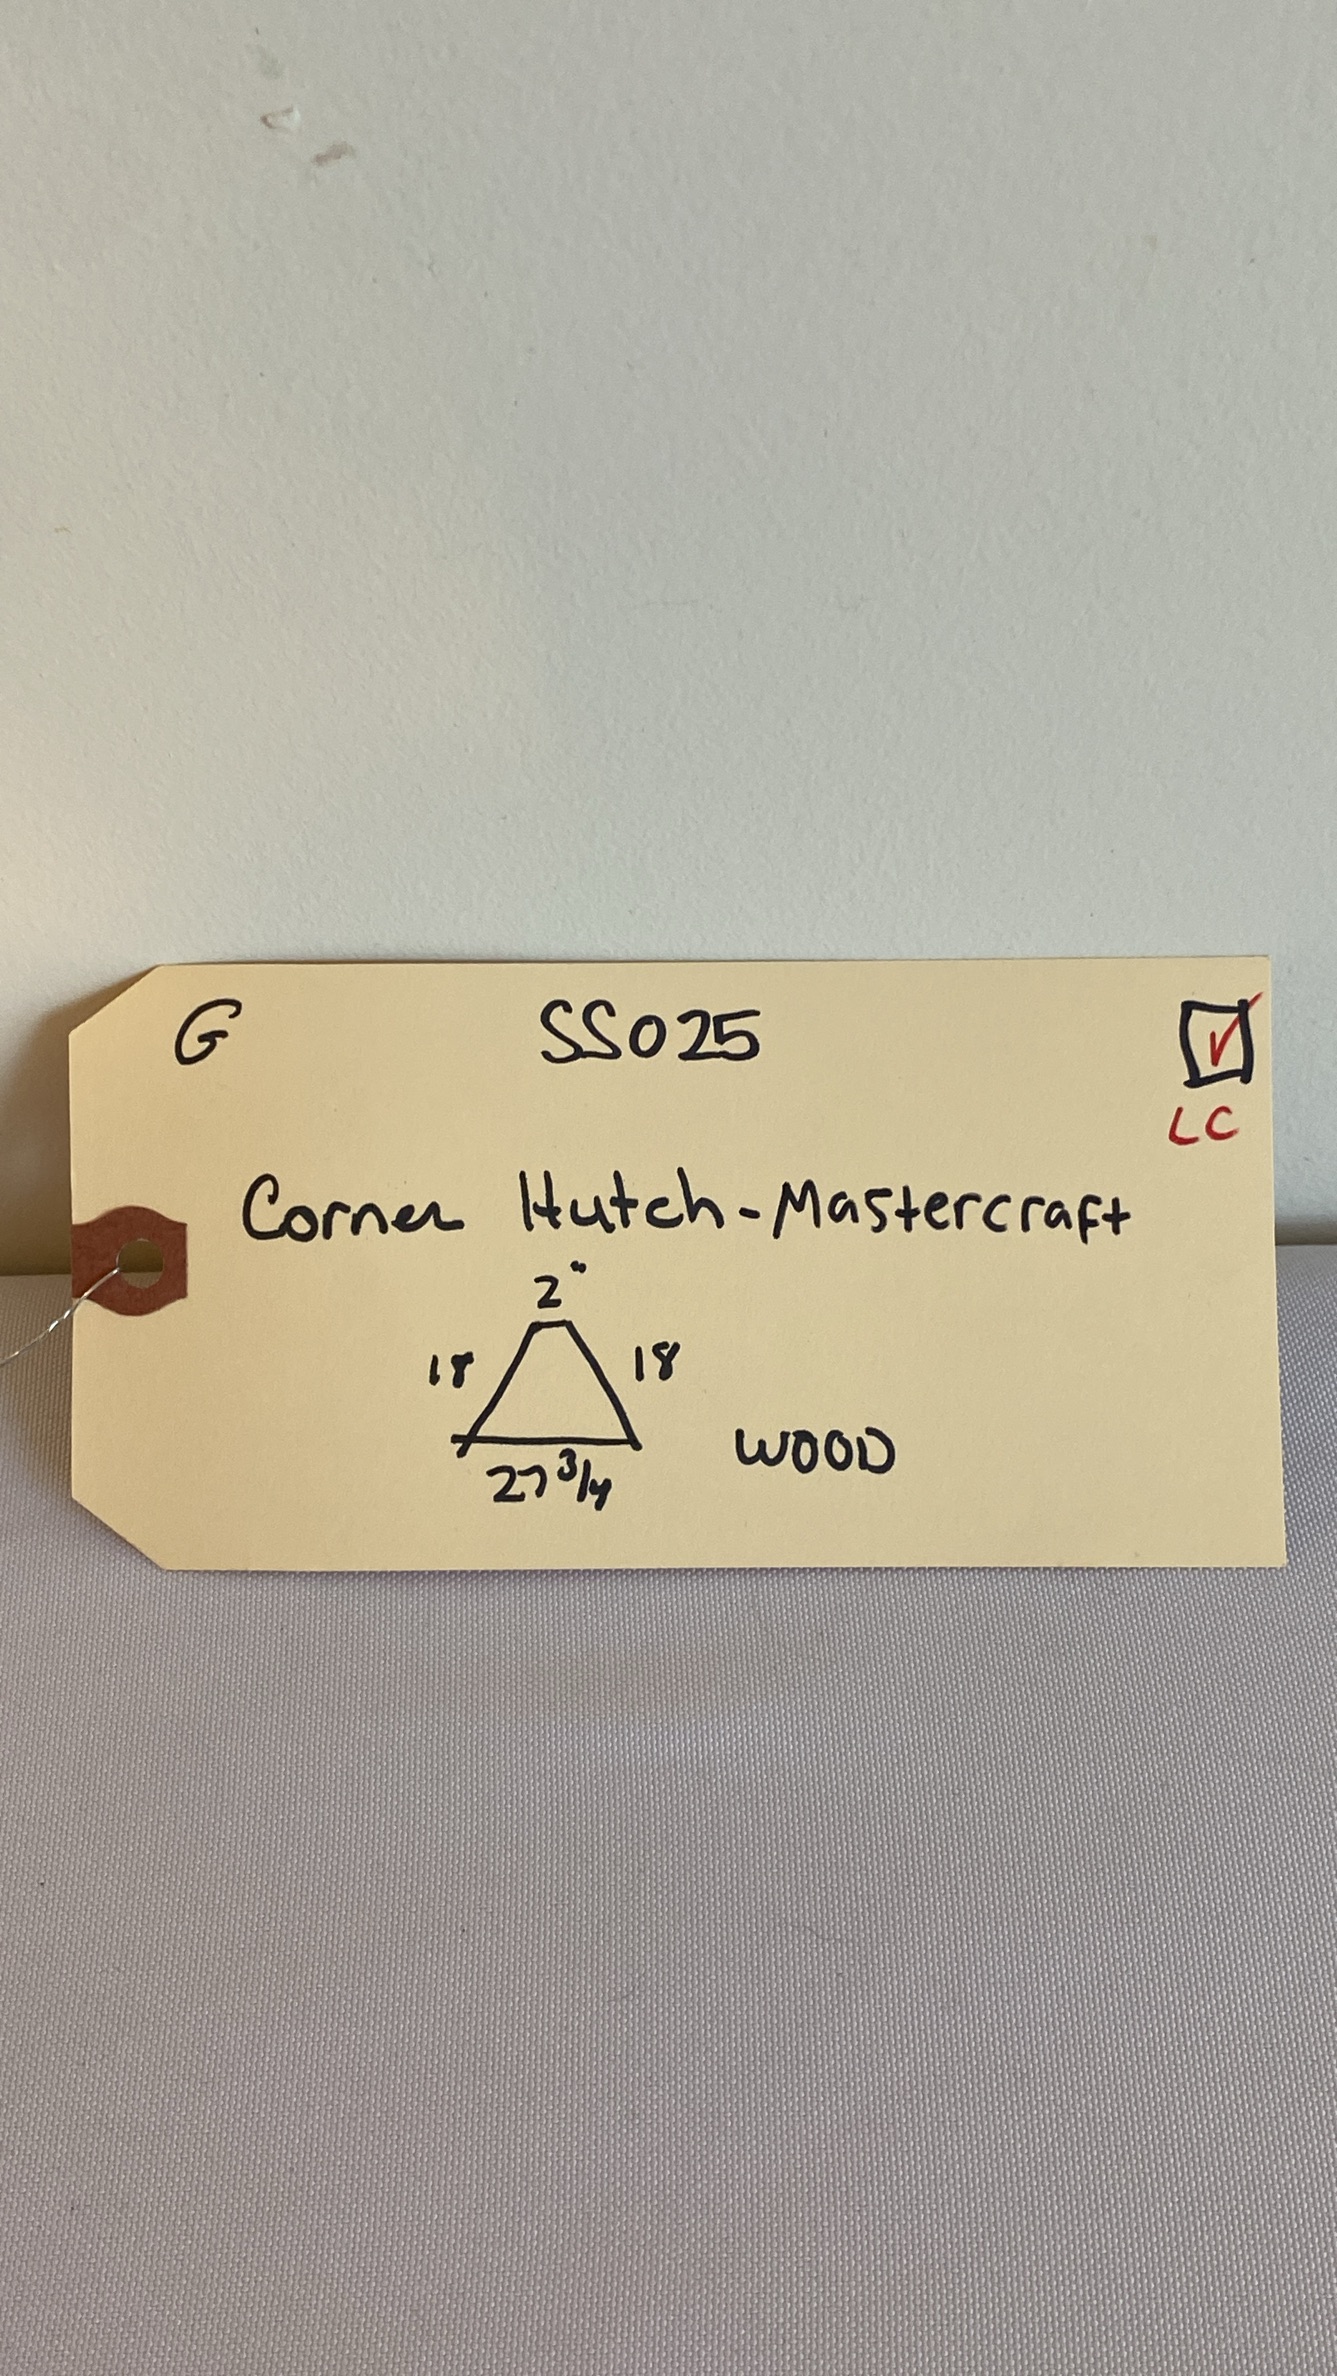 G SS025
LC
Corner Hutch-Mastercraft
2"
18 18
27 3/4 WOOD